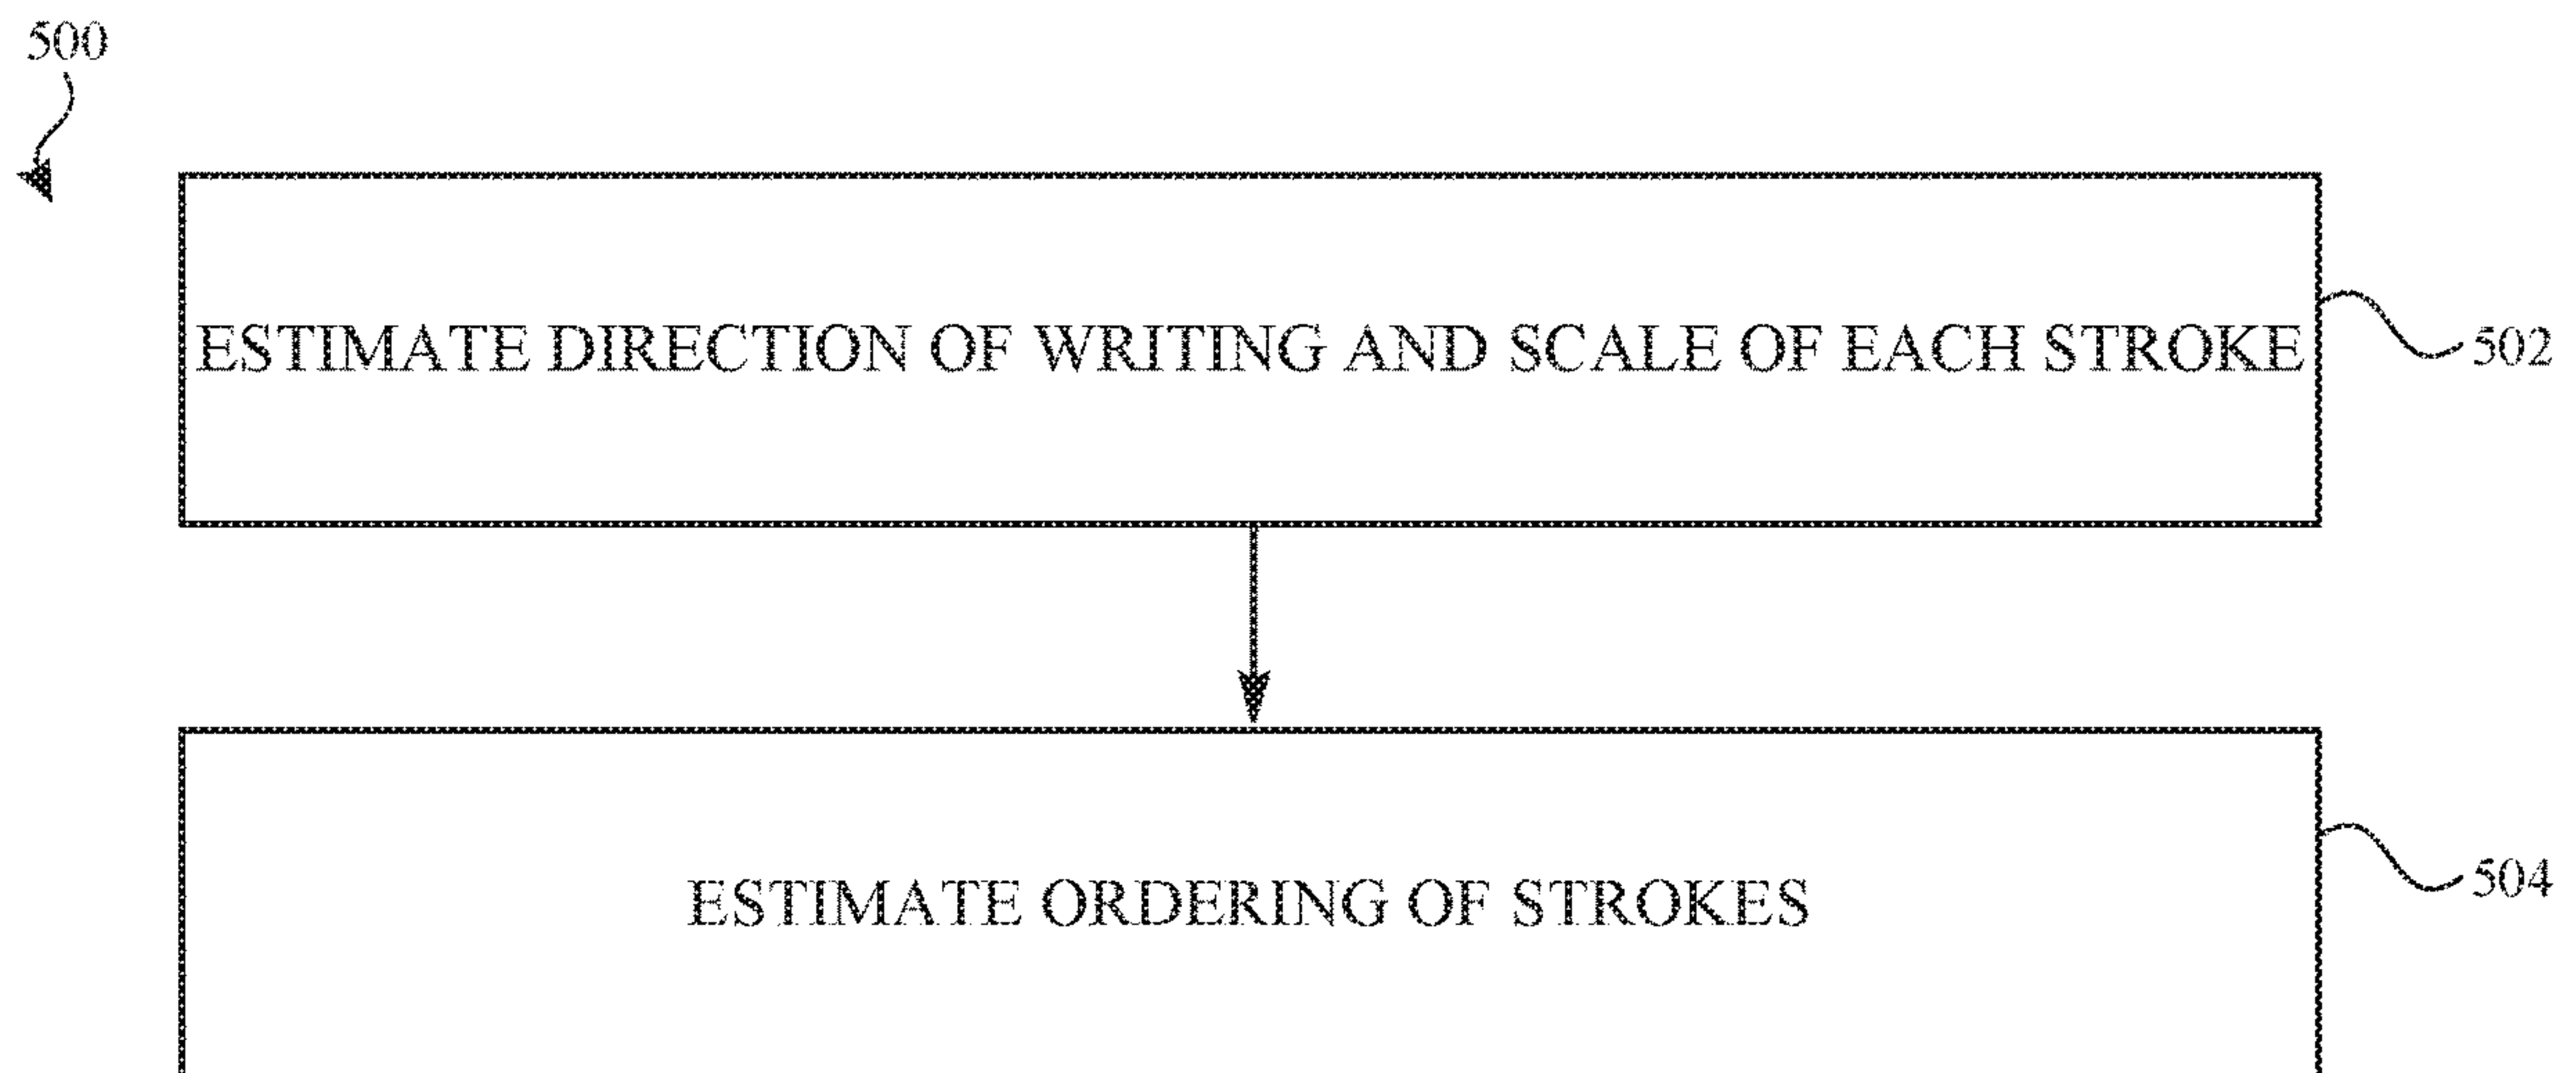 500
ESTIMATE DIRECTION OF WRITING AND SCALE OF EACH STROKE
502
ESTIMATE ORDERING OF STROKES
504